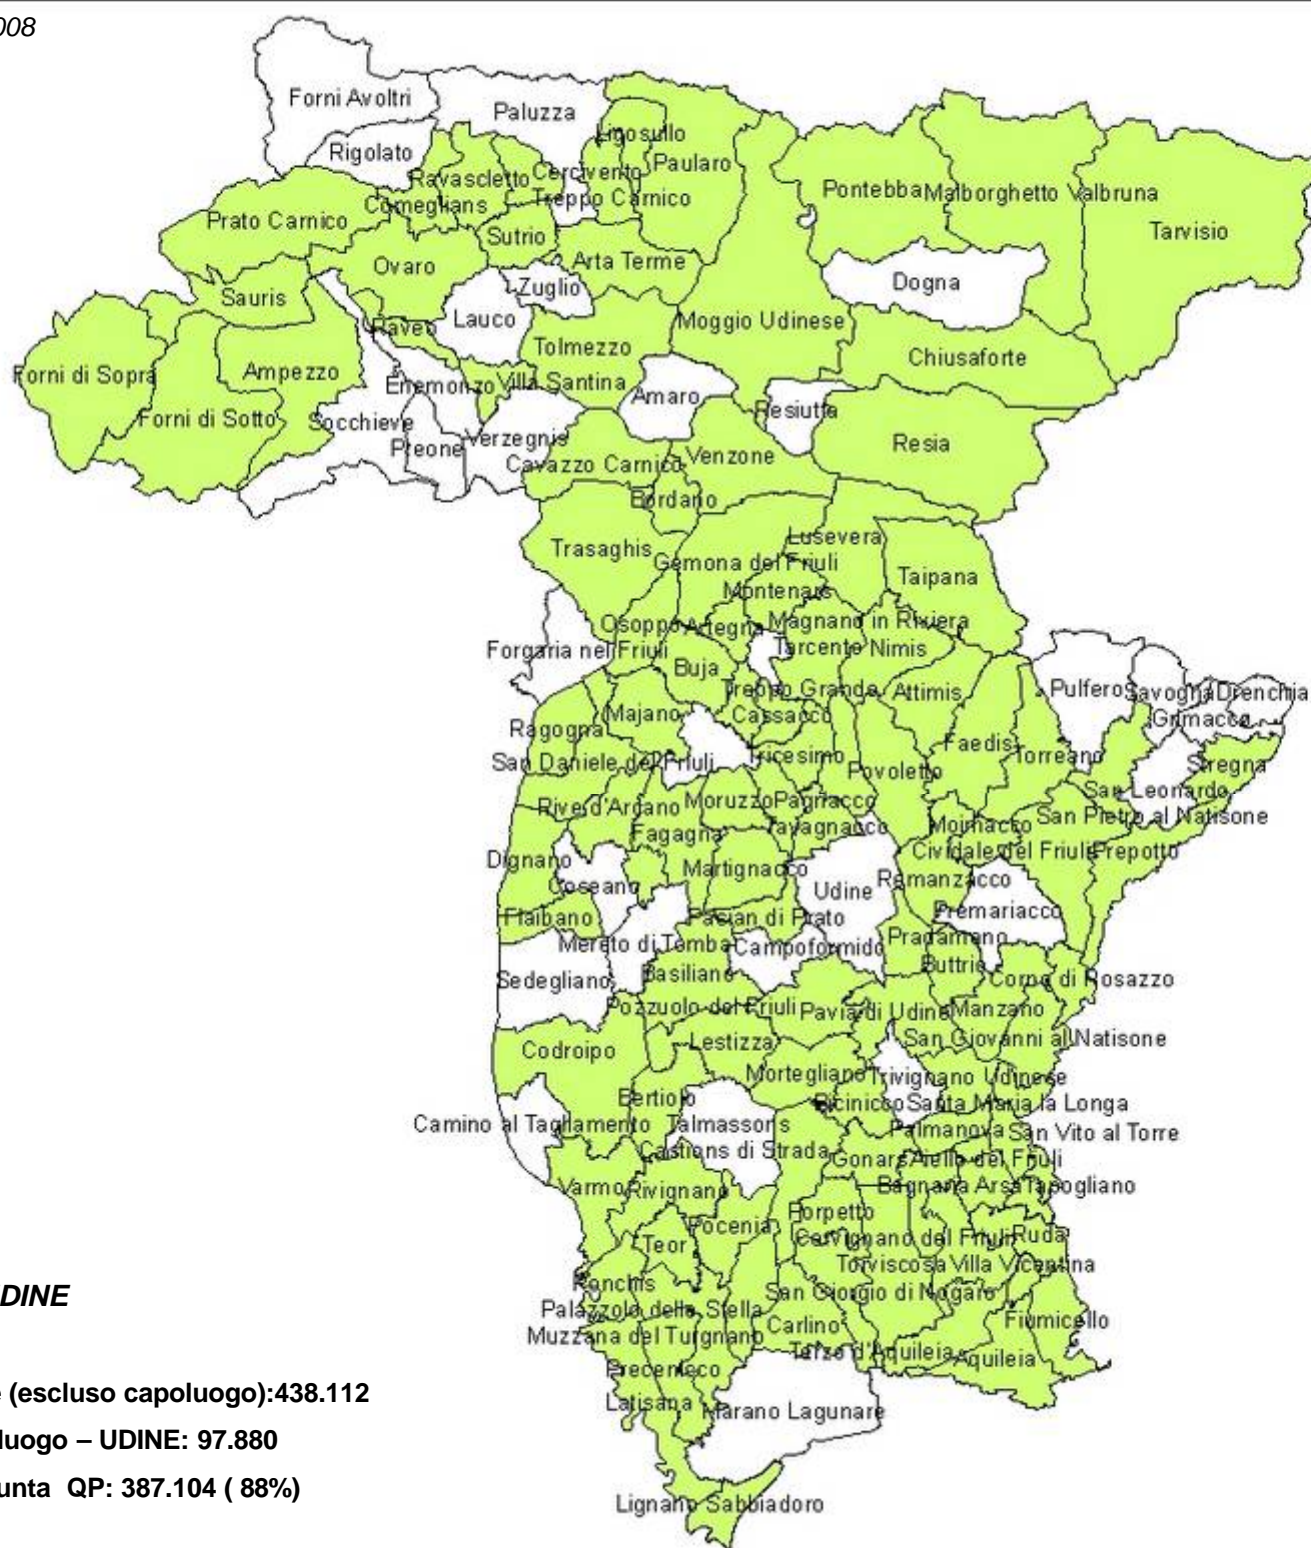 008
Forni Avoltri
Paluzza
Ligosullo
Rigolato
Paularo
Ravascletto
Cercivento
Pontebba
Malborghetto Valbruna
Comeglians
Treppo Carnico
Prato Carnico
Tarvisio
Sutrio
Arta Terme
Ovaro
Dogna
Zuglio
Sauris
Lauco
Moggio Udinese
Raveo
Tolmezzo
Chiusaforte
Forni di Sopra
Ampezzo
Enemonzo
Villa Santina
Amaro
Resiutta
Forni di Sotto
Socchieve
Verzegnis
Preone
Resia
Cavazzo Carnico
Venzone
Bordano
Lusevera
Trasaghis
Gemona del Friuli
Taipana
Montenars
Osoppo
Artegna
Magnano in Riviera
Forgaria nel Friuli
Tarcento
Nimis
Buja
Treppo Grande
Attimis
Pulfero
Savogna
Drenchia
Majano
Cassacco
Grimacco
Ragogna
Faedis
Tricesimo
Torreano
San Daniele del Friuli
Povoletto
Stregna
San Leonardo
Rive d'Arcano
Moruzzo
Pagnacco
San Pietro al Natisone
Fagagna
Tavagnacco
Moimacco
Cividale del Friuli
Prepotto
Dignano
Martignacco
Remanzacco
Coseano
Udine
Premariacco
Flaibano
Pasian di Prato
Pradamano
Mereto di Tomba
Campoformido
Buttrio
Basiliano
Sedegliano
Corno di Rosazzo
Pozzuolo del Friuli
Pavia di Udine
Manzano
Lestizza
San Giovanni al Natisone
Codroipo
Mortegliano
Trivignano Udinese
Bertiolo
Bicinicco
Santa Maria la Longa
Camino al Tagliamento
Talmassons
Palmanova
San Vito al Torre
Castions di Strada
Gonars
Aiello del Friuli
Varmo
Rivignano
Bagnaria Arsa
Tapogliano
Porpetto
Pocenia
Cervignano del Friuli
Ruda
Teor
Torviscosa
Villa Vicentina
Ronchis
San Giorgio di Nogaro
DINE
Palazzolo dello Stella
Carlino
Fiumicello
Muzzana del Turgnano
Terzo d'Aquileia
Aquileia
Precenicco
Latisana
Marano Lagunare
e (escluso capoluogo):438.112
luogo – UDINE: 97.880
unta QP: 387.104 ( 88%)
Lignano Sabbiadoro